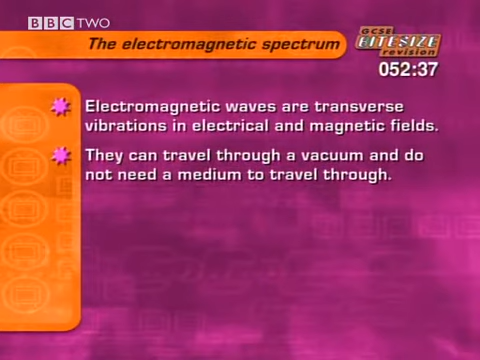 BBC TWO
The electromagnetic spectrum
GCSE
BITESIZE
revision
052:37
Electromagnetic waves are transverse
vibrations in electrical and magnetic fields.
They can travel through a vacuum and do
not need a medium to travel through.